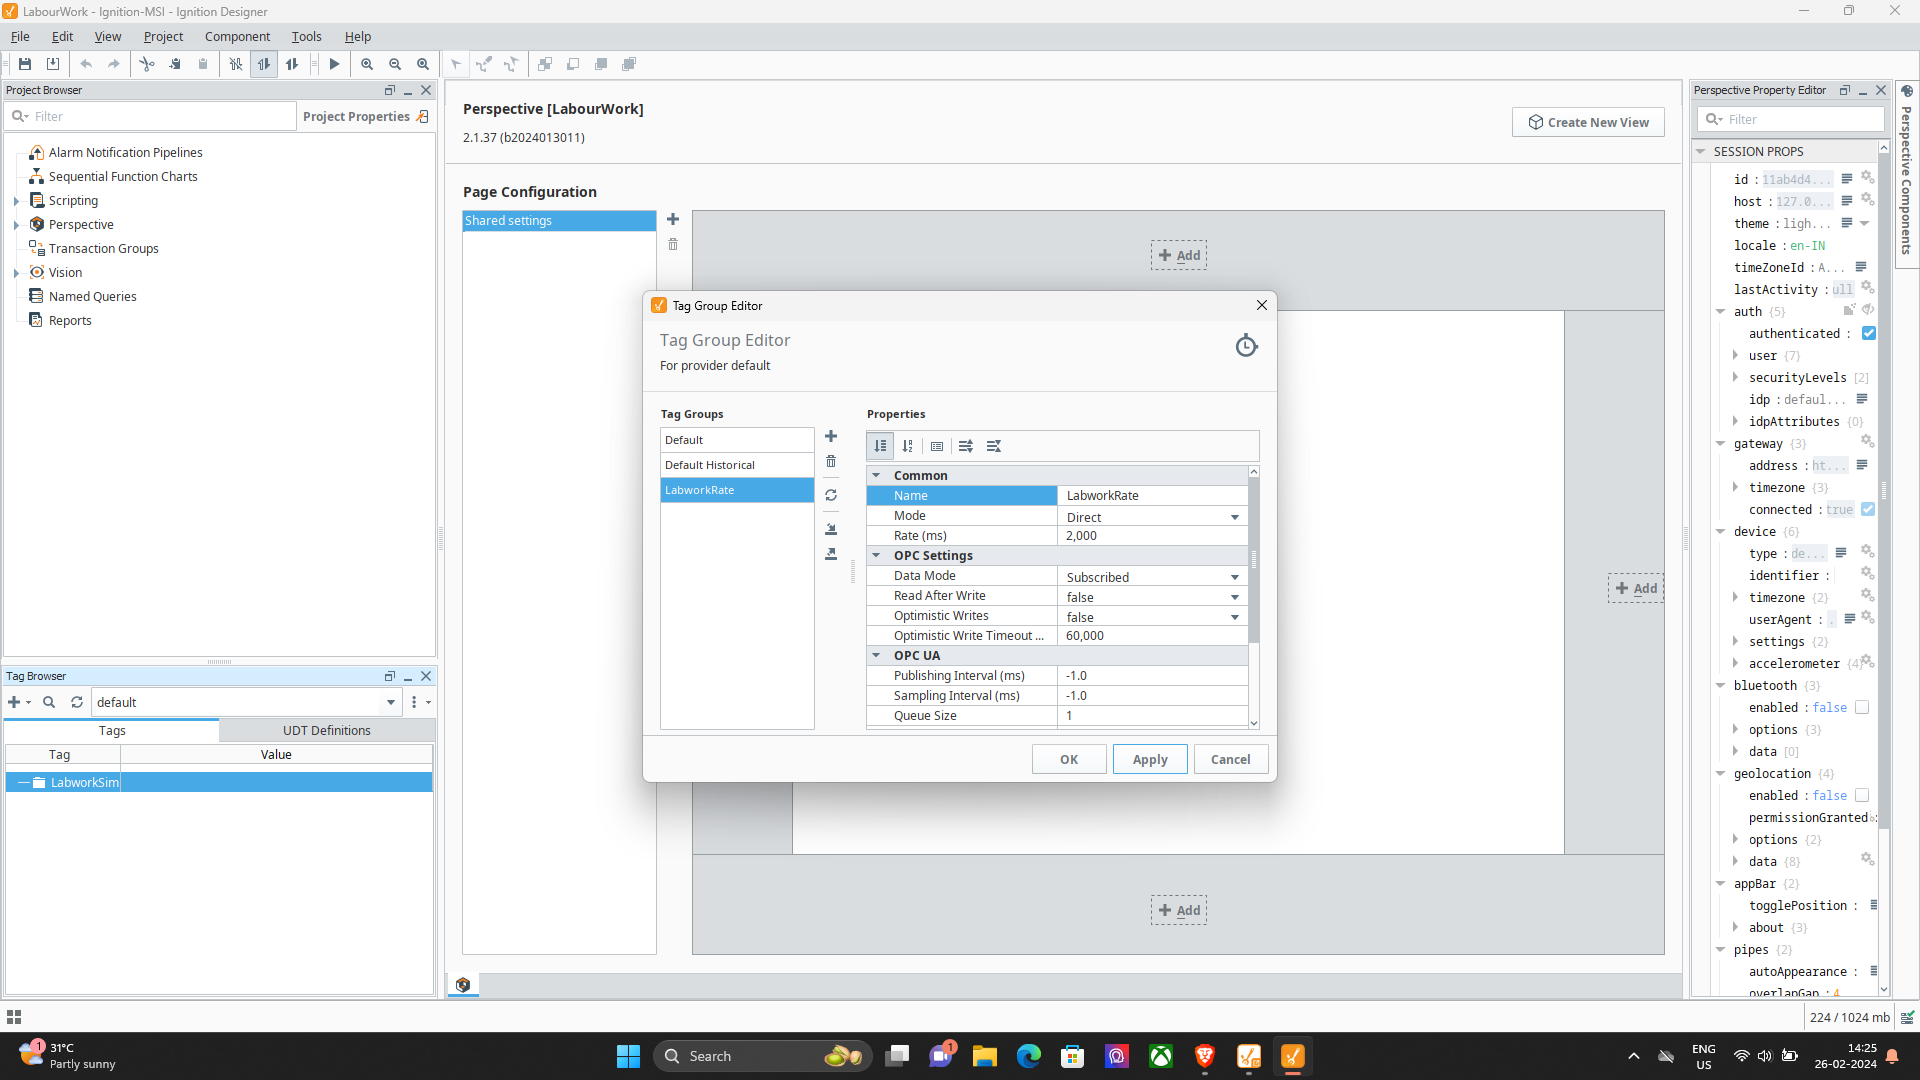 LabourWork - Ignition-MSI - Ignition Designer
File Edit View Project Component Tools Help
Project Browser
Filter
Project Properties
Alarm Notification Pipelines
Sequential Function Charts
Scripting
Perspective
Transaction Groups
Vision
Named Queries
Reports
Tag Browser
default
Tags UDT Definitions
Tag Value
LabworkSim
Perspective [LabourWork]
2.1.37 (b2024013011)
Create New View
Page Configuration
Shared settings
Add
Add
Add
Tag Group Editor
Tag Group Editor
For provider default
Tag Groups
Default
Default Historical
LabworkRate
Properties
Common
Name LabworkRate
Mode Direct
Rate (ms) 2,000
OPC Settings
Data Mode Subscribed
Read After Write false
Optimistic Writes false
Optimistic Write Timeout ... 60,000
OPC UA
Publishing Interval (ms) -1.0
Sampling Interval (ms) -1.0
Queue Size 1
OK Apply Cancel
Perspective Property Editor
Filter
SESSION PROPS
id : 11ab4d4...
host : 127.0...
theme : ligh...
locale : en-IN
timeZoneId : A...
lastActivity : ull
auth {5}
authenticated :
user {7}
securityLevels [2]
idp : defaul...
idpAttributes {0}
gateway {3}
address : ht...
timezone {3}
connected : true
device {6}
type : de...
identifier :
timezone {2}
userAgent : .
settings {2}
accelerometer {4}
bluetooth {3}
enabled : false
options {3}
data [0]
geolocation {4}
enabled : false
permissionGranted :
options {2}
data {8}
appBar {2}
togglePosition :
about {3}
pipes {2}
autoAppearance :
overlapGap : 4
Perspective Components
224 / 1024 mb
1
31°C
Partly sunny
Search
1
ENG
US
14:25
26-02-2024